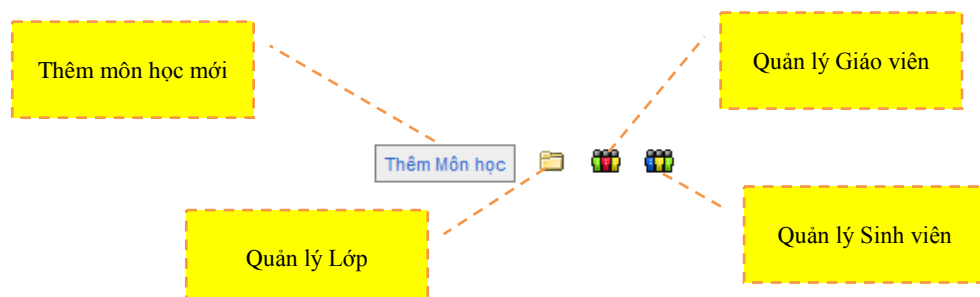 Thêm môn học mới
Quản lý Giáo viên
Thêm Môn học
Quản lý Lớp
Quản lý Sinh viên